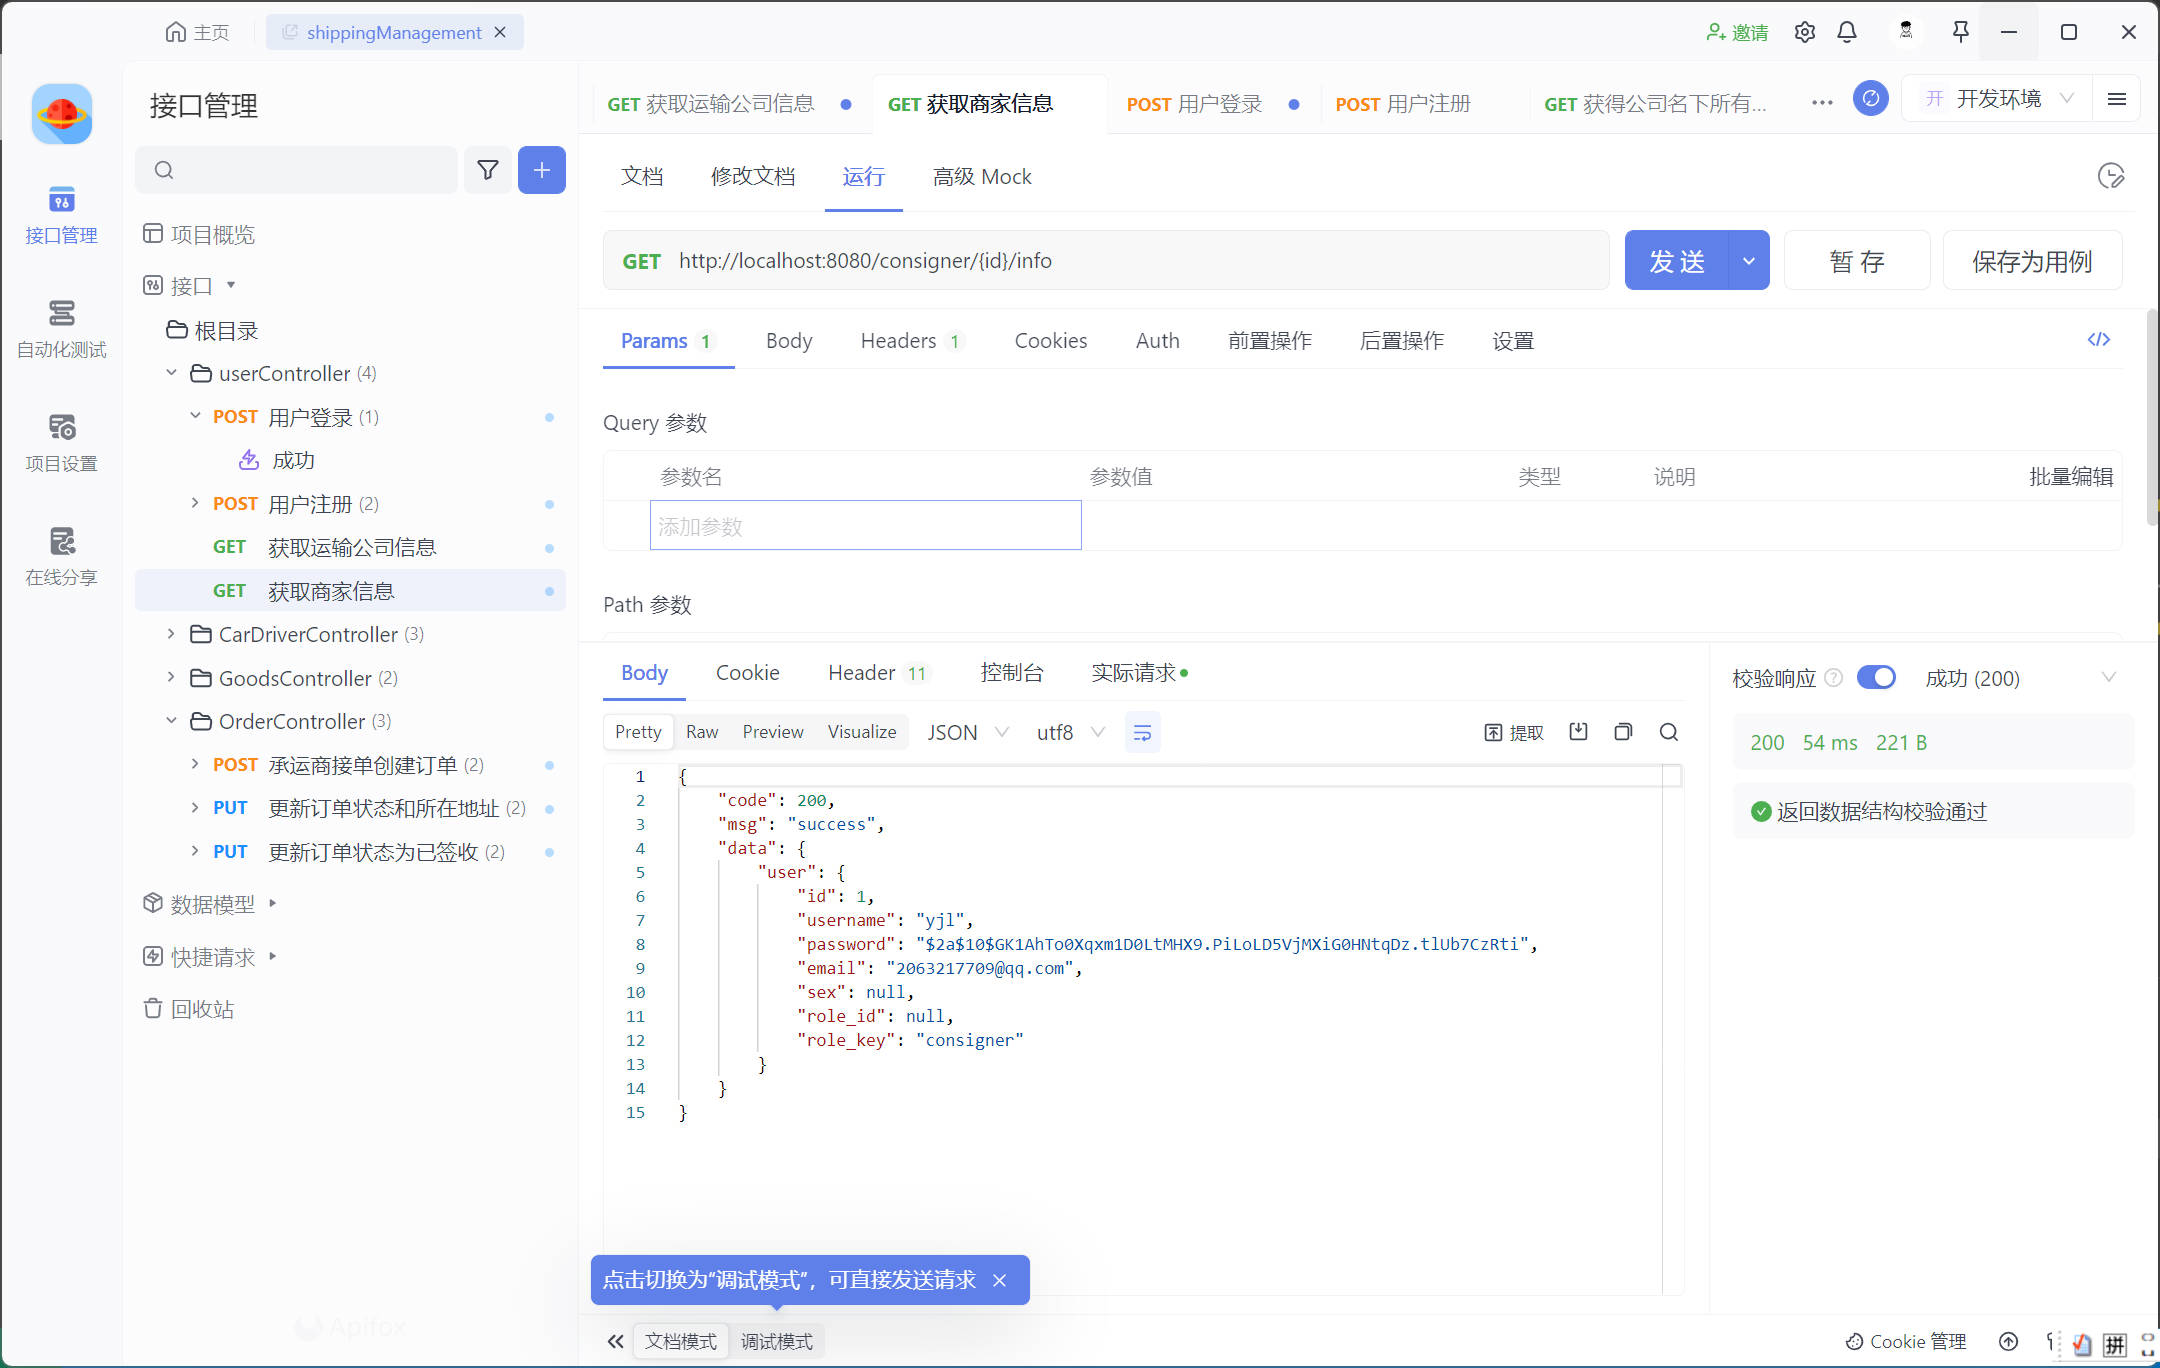 主页
shippingManagement
邀请
接口管理
接口管理
自动化测试
项目设置
在线分享
项目概览
接口
根目录
userController (4)
POST 用户登录 (1)
成功
POST 用户注册 (2)
GET 获取运输公司信息
GET 获取商家信息
CarDriverController (3)
GoodsController (2)
OrderController (3)
POST 承运商接单创建订单 (2)
PUT 更新订单状态和所在地址 (2)
PUT 更新订单状态为已签收 (2)
数据模型
快捷请求
回收站
Apifox
GET 获取运输公司信息 GET 获取商家信息 POST 用户登录 POST 用户注册 GET 获得公司名下所有... ··· 开 开发环境
文档 修改文档 运行 高级 Mock
GET http://localhost:8080/consigner/{id}/info 发 送 暂 存 保存为用例
Params 1 Body Headers 1 Cookies Auth 前置操作 后置操作 设置 </>
Query 参数
参数名 参数值 类型 说明 批量编辑
添加参数
Path 参数
Body Cookie Header 11 控制台 实际请求
Pretty Raw Preview Visualize JSON utf8 提取
1 {
2 "code": 200,
3 "msg": "success",
4 "data": {
5 "user": {
6 "id": 1,
7 "username": "yjl",
8 "password": "$2a$10$GK1AhTo0Xqxm1D0LtMHX9.PiLoLD5VjMXiG0HNtqDz.tlUb7CzRti",
9 "email": "2063217709@qq.com",
10 "sex": null,
11 "role_id": null,
12 "role_key": "consigner"
13 }
14 }
15 }
校验响应 ? 成功 (200)
200 54 ms 221 B
返回数据结构校验通过
点击切换为“调试模式”，可直接发送请求
文档模式 调试模式
Cookie 管理
拼